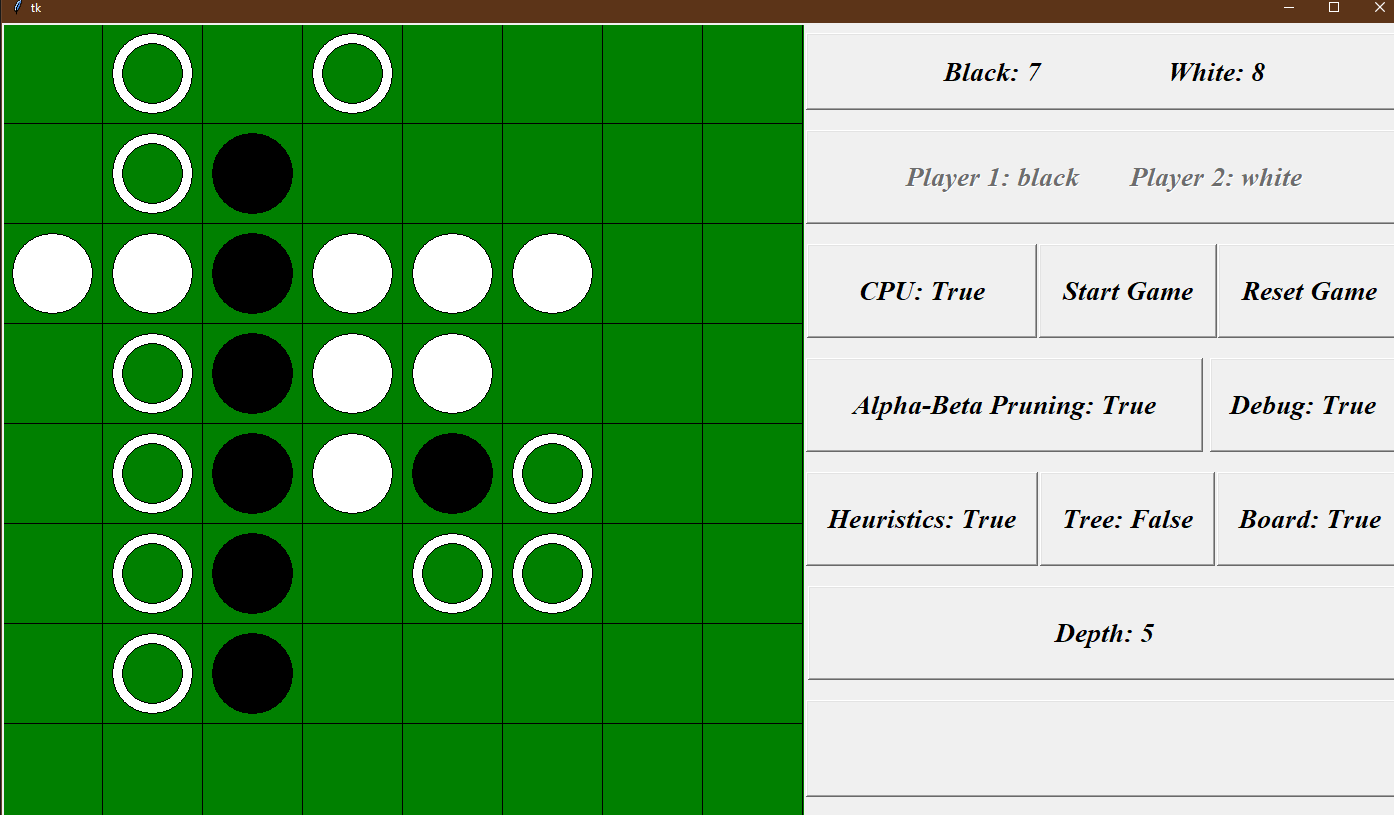 tk
Black: 7 White: 8
Player 1: black Player 2: white
CPU: True Start Game Reset Game
Alpha-Beta Pruning: True Debug: True
Heuristics: True Tree: False Board: True
Depth: 5